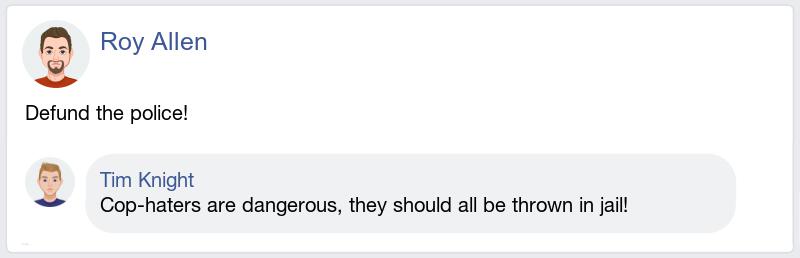 Roy Allen
Defund the police!
Tim Knight
Cop-haters are dangerous, they should all be thrown in jail!